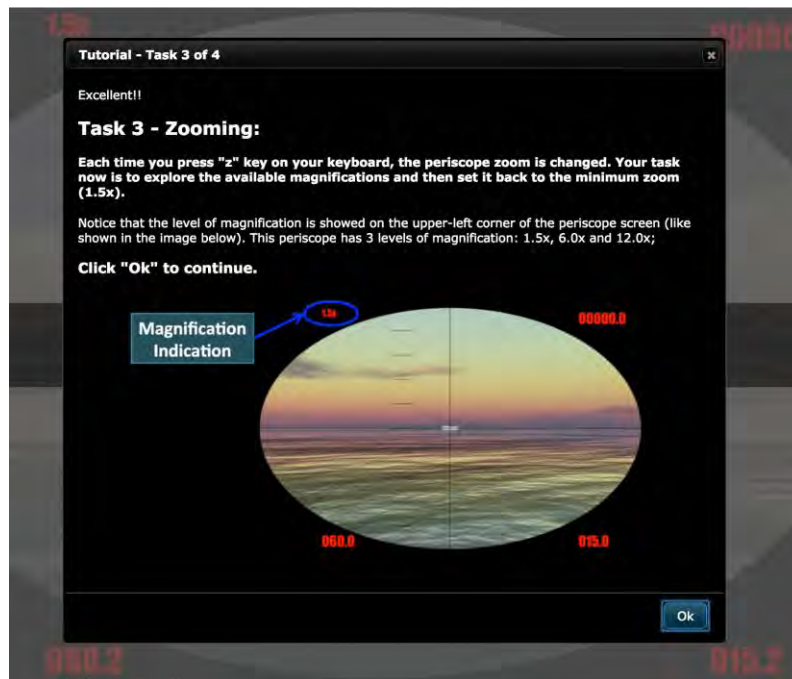 1.5x
Tutorial - Task 3 of 4
Excellent!!
Task 3 - Zooming:
Each time you press "z" key on your keyboard, the periscope zoom is changed. Your task
now is to explore the available magnifications and then set it back to the minimum zoom
(1.5x).
Notice that the level of magnification is showed on the upper-left corner of the periscope screen (like
shown in the image below). This periscope has 3 levels of magnification: 1.5x, 6.0x and 12.0x;
Click "Ok" to continue.
1.5x
00000.0
Magnification
Indication
060.0
015.0
Ok
060.2
015.2